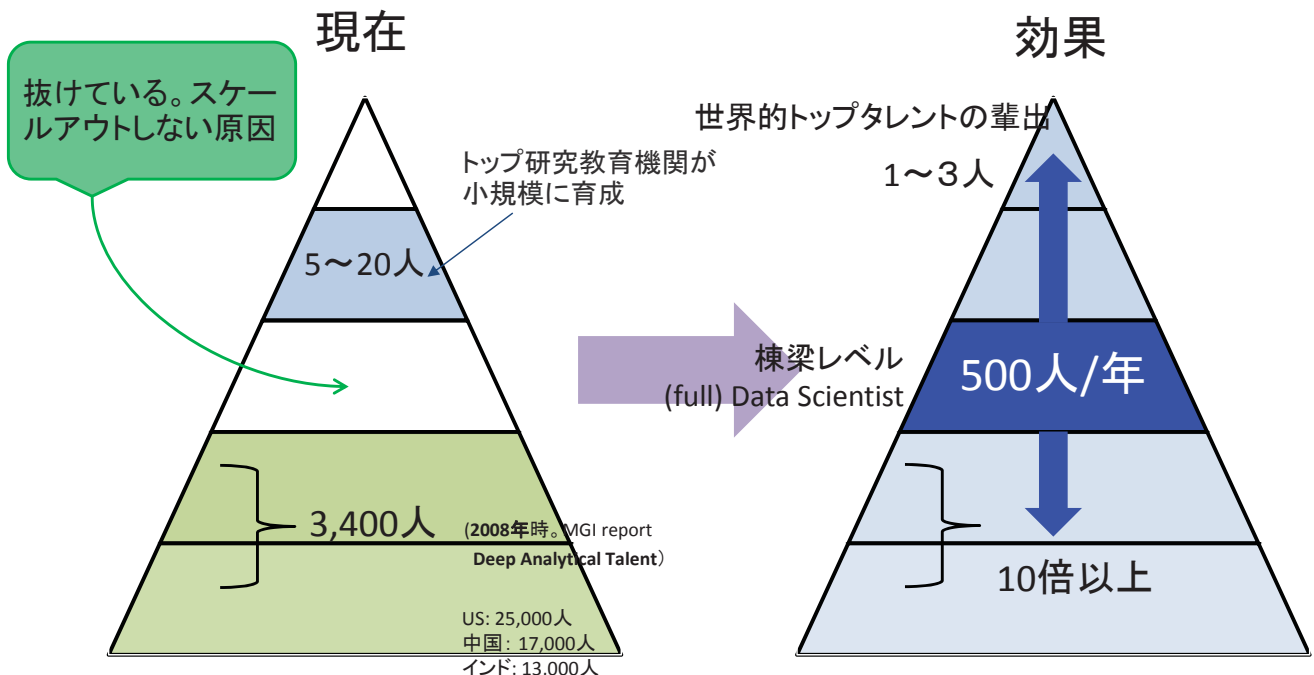 現在
抜けている。スケー
ルアウトしない原因
トップ研究教育機関が
小規模に育成
5～20人
3,400人
(2008年時。MGI report
Deep Analytical Talent）
US: 25,000人
中国： 17,000人
インド: 13,000人
効果
世界的トップタレントの輩出
1～３人
棟梁レベル
(full) Data Scientist
500人/年
10倍以上